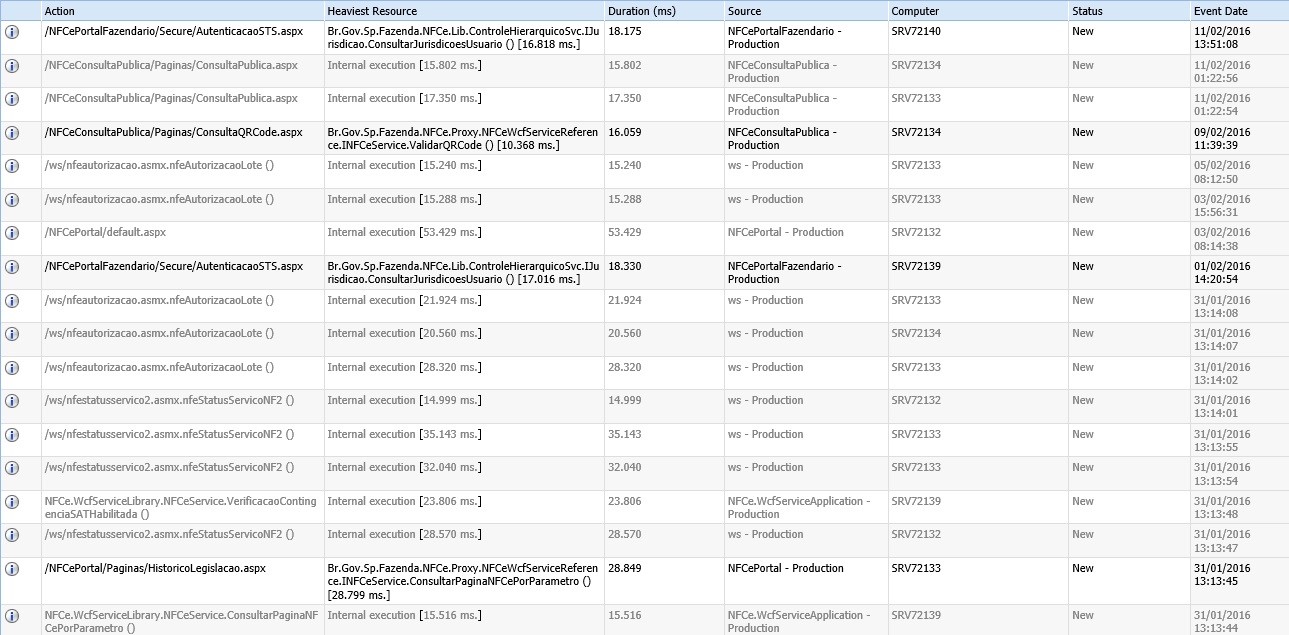 Action Heaviest Resource Duration (ms) Source Computer Status Event Date
/NFCePortalFazendario/Secure/AutenticacaoSTS.aspx Br.Gov.Sp.Fazenda.NFCe.Lib.ControleHierarquicoSvc.IJu 18.175 NFCePortalFazendario - SRV72140 New 11/02/2016
risdicao.ConsultarJurisdicoesUsuario () [16.818 ms.] Production 13:51:08
/NFCeConsultaPublica/Paginas/ConsultaPublica.aspx Internal execution [15.802 ms.] 15.802 NFCeConsultaPublica - SRV72134 New 11/02/2016
Production 01:22:56
/NFCeConsultaPublica/Paginas/ConsultaPublica.aspx Internal execution [17.350 ms.] 17.350 NFCeConsultaPublica - SRV72133 New 11/02/2016
Production 01:22:54
/NFCeConsultaPublica/Paginas/ConsultaQRCode.aspx Br.Gov.Sp.Fazenda.NFCe.Proxy.NFCeWcfServiceReferen 16.059 NFCeConsultaPublica - SRV72134 New 09/02/2016
ce.INFCeService.ValidarQRCode () [10.368 ms.] Production 11:39:39
/ws/nfeautorizacao.asmx.nfeAutorizacaoLote () Internal execution [15.240 ms.] 15.240 ws - Production SRV72133 New 05/02/2016
08:12:50
/ws/nfeautorizacao.asmx.nfeAutorizacaoLote () Internal execution [15.288 ms.] 15.288 ws - Production SRV72133 New 03/02/2016
15:56:31
/NFCePortal/default.aspx Internal execution [53.429 ms.] 53.429 NFCePortal - Production SRV72132 New 03/02/2016
08:14:38
/NFCePortalFazendario/Secure/AutenticacaoSTS.aspx Br.Gov.Sp.Fazenda.NFCe.Lib.ControleHierarquicoSvc.IJu 18.330 NFCePortalFazendario - SRV72139 New 01/02/2016
risdicao.ConsultarJurisdicoesUsuario () [17.016 ms.] Production 14:20:54
/ws/nfeautorizacao.asmx.nfeAutorizacaoLote () Internal execution [21.924 ms.] 21.924 ws - Production SRV72133 New 31/01/2016
13:14:08
/ws/nfeautorizacao.asmx.nfeAutorizacaoLote () Internal execution [20.560 ms.] 20.560 ws - Production SRV72134 New 31/01/2016
13:14:07
/ws/nfeautorizacao.asmx.nfeAutorizacaoLote () Internal execution [28.320 ms.] 28.320 ws - Production SRV72133 New 31/01/2016
13:14:02
/ws/nfestatusservico2.asmx.nfeStatusServicoNF2 () Internal execution [14.999 ms.] 14.999 ws - Production SRV72132 New 31/01/2016
13:14:01
/ws/nfestatusservico2.asmx.nfeStatusServicoNF2 () Internal execution [35.143 ms.] 35.143 ws - Production SRV72133 New 31/01/2016
13:13:55
/ws/nfestatusservico2.asmx.nfeStatusServicoNF2 () Internal execution [32.040 ms.] 32.040 ws - Production SRV72133 New 31/01/2016
13:13:54
NFCe.WcfServiceLibrary.NFCeService.VerificacaoConting Internal execution [23.806 ms.] 23.806 NFCe.WcfServiceApplication - SRV72139 New 31/01/2016
enciaSATHabilitada () Production 13:13:48
/ws/nfestatusservico2.asmx.nfeStatusServicoNF2 () Internal execution [28.570 ms.] 28.570 ws - Production SRV72132 New 31/01/2016
13:13:47
/NFCePortal/Paginas/HistoricoLegislacao.aspx Br.Gov.Sp.Fazenda.NFCe.Proxy.NFCeWcfServiceReferen 28.849 NFCePortal - Production SRV72133 New 31/01/2016
ce.INFCeService.ConsultarPaginaNFCePorParametro () 13:13:45
[28.799 ms.]
NFCe.WcfServiceLibrary.NFCeService.ConsultarPaginaNF Internal execution [15.516 ms.] 15.516 NFCe.WcfServiceApplication - SRV72139 New 31/01/2016
CePorParametro () Production 13:13:44